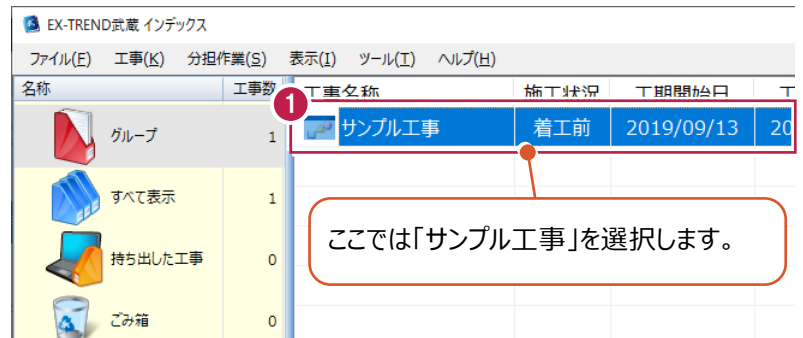 EX-TREND武蔵 インデックス
ファイル(F) 工事(K) 分担作業(S) 表示(I) ツール(T) ヘルプ(H)
名称 工事数 工事名称 施工状況 工期開始日 工
1
グループ 1 サンプル工事 着工前 2019/09/13 20
すべて表示 1
ここでは「サンプル工事」を選択します。
持ち出した工事 0
ごみ箱 0